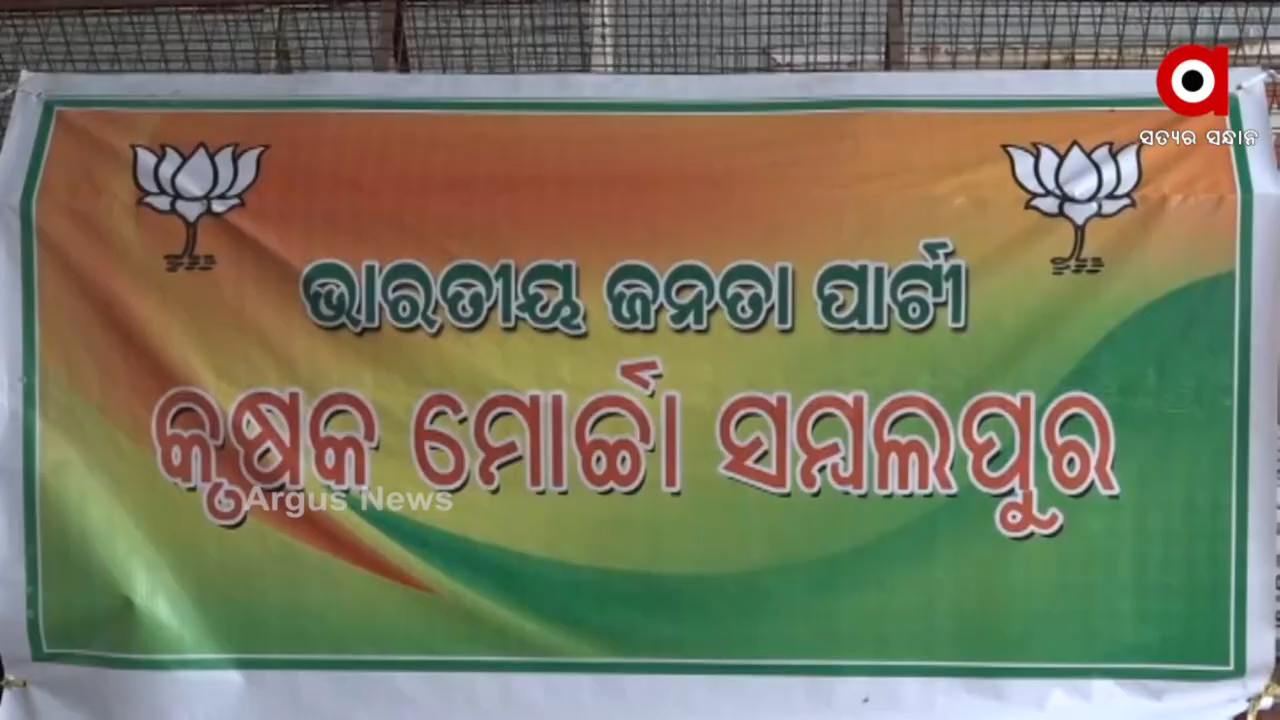 ସତ୍ୟର ସନ୍ଧାନ
ଭାରତୀୟ ଜନତା ପାର୍ଟୀ
କୃଷକ ମୋର୍ଚ୍ଚା ସମ୍ବଲପୁର
Argus News